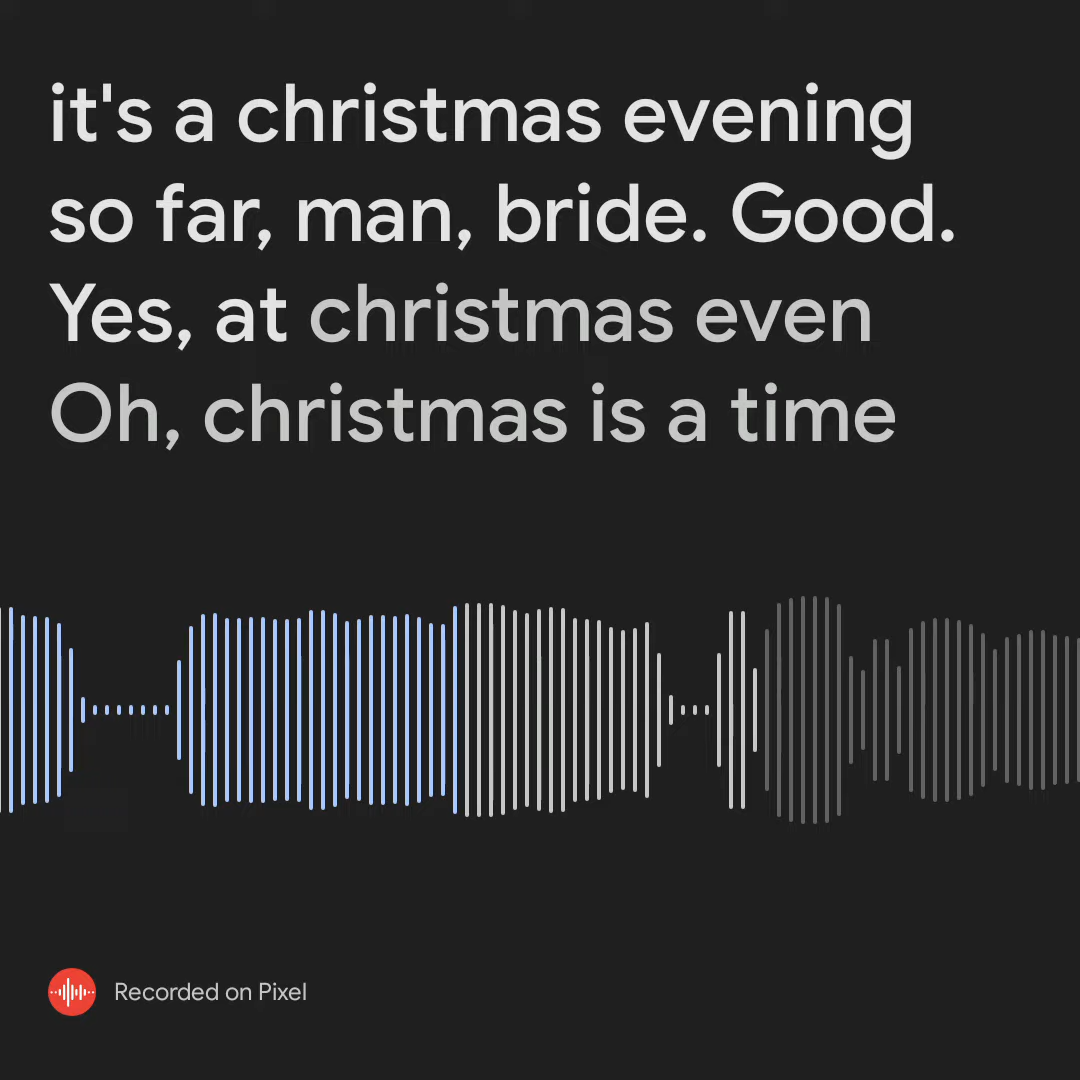 it's a christmas evening
so far, man, bride. Good.
Yes, at christmas even
Oh, christmas is a time
Recorded on Pixel